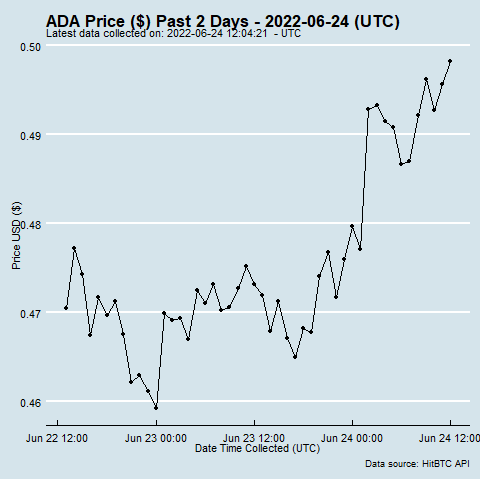 ADA Price ($) Past 2 Days - 2022-06-24 (UTC)
Latest data collected on: 2022-06-24 12:04:21  - UTC
0.50
0.49
0.48
0.47
0.46
Price USD ($)
Jun 22 12:00
Jun 23 00:00
Jun 23 12:00
Jun 24 00:00
Jun 24 12:00
Date Time Collected (UTC)
Data source: HitBTC API